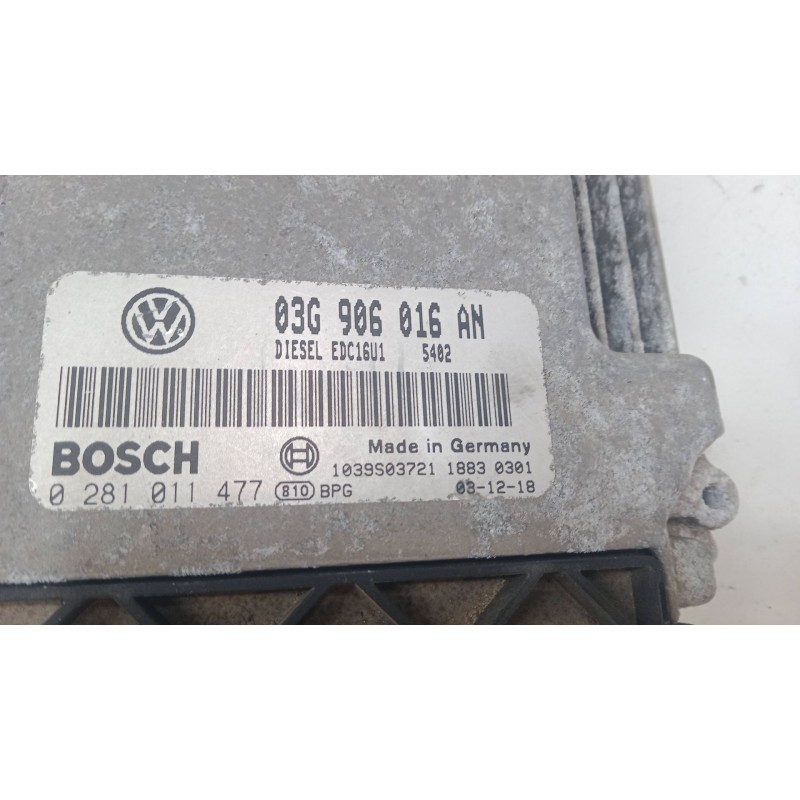 03G 906 016 AN
DIESEL EDC16U1 5402
BOSCH
Made in Germany
1039S03721 1883 0301
0 281 011 477 810 BPG 03-12-18